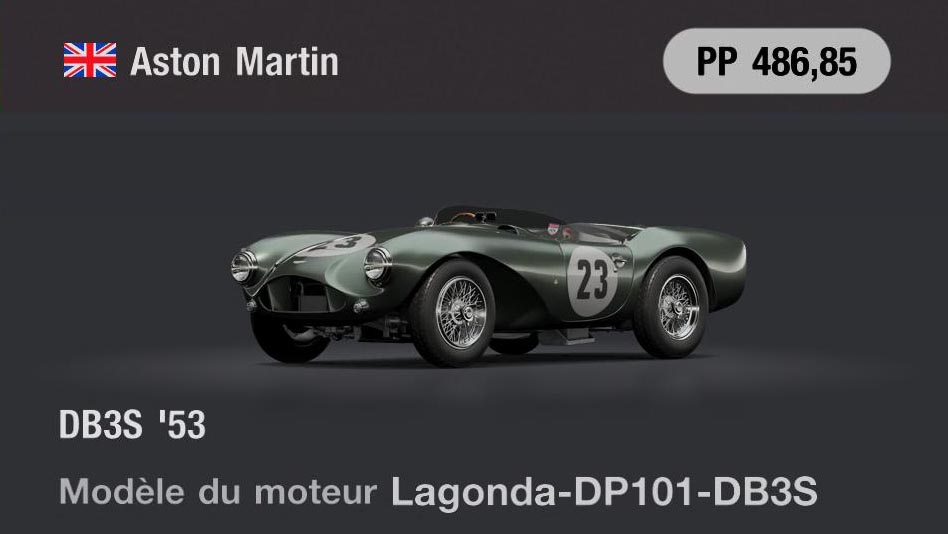 Aston Martin
PP 486,85
23
23
DB3S '53
Modèle du moteur Lagonda-DP101-DB3S